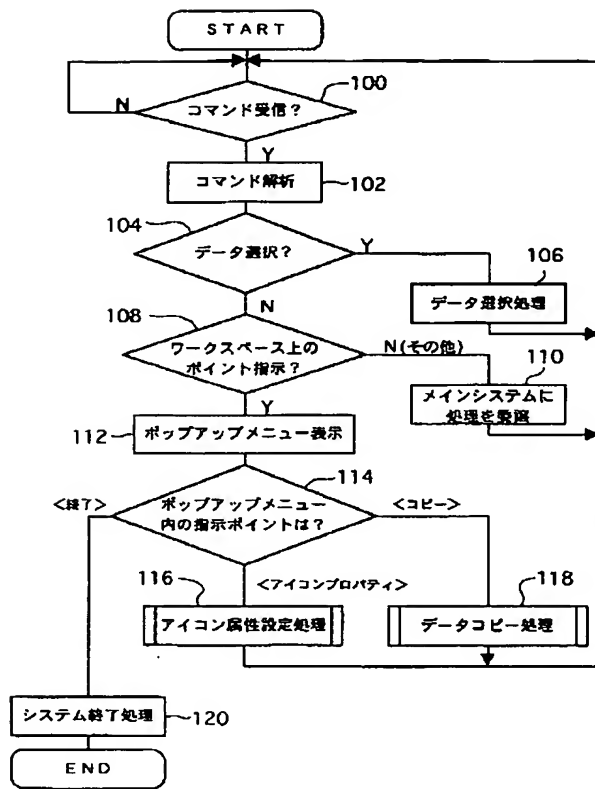 START
100
N
コマンド受信?
Y
コマンド解析
102
104
データ選択?
Y
106
データ選択処理
N
108
ワークスペース上の
ポイント指示?
N(その他)
110
メインシステムに
処理を委譲
Y
112
ポップアップメニュー表示
114
<終了>
ポップアップメニュー
内の指示ポイントは?
<コピー>
<アイコンプロパティ>
116
118
アイコン属性設定処理
データコピー処理
システム終了処理
120
END